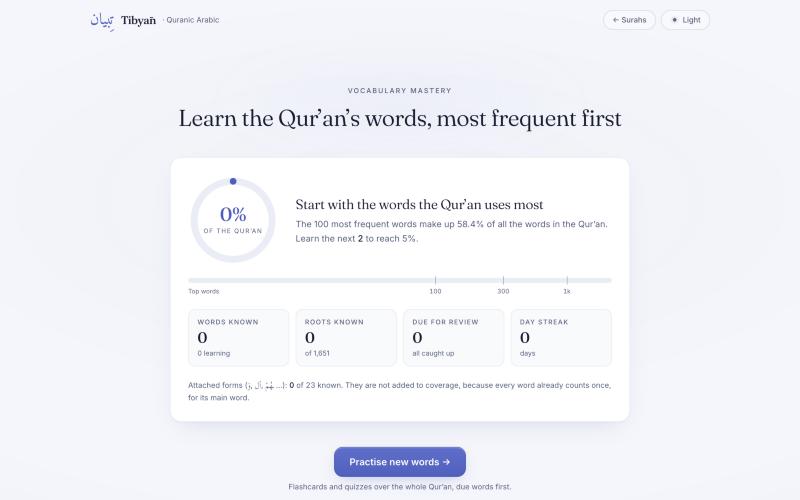 تِبيان Tibyān · Quranic Arabic
← Surahs
Light
VOCABULARY MASTERY
Learn the Qur’an’s words, most frequent first
0%
OF THE QUR’AN
Start with the words the Qur’an uses most
The 100 most frequent words make up 58.4% of all the words in the Qur’an.
Learn the next 2 to reach 5%.
Top words
100
300
1k
WORDS KNOWN
0
0 learning
ROOTS KNOWN
0
of 1,651
DUE FOR REVIEW
0
all caught up
DAY STREAK
0
days
Attached forms (…): 0 of 23 known. They are not added to coverage, because every word already counts once,
for its main word.
Practise new words →
Flashcards and quizzes over the whole Qur’an, due words first.